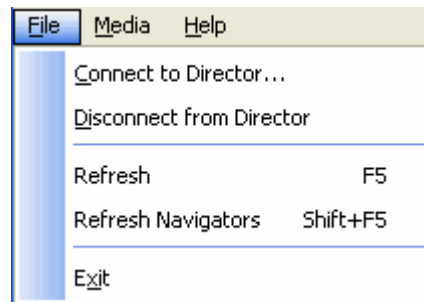 File Media Help
Connect to Director...
Disconnect from Director
Refresh F5
Refresh Navigators Shift+F5
Exit